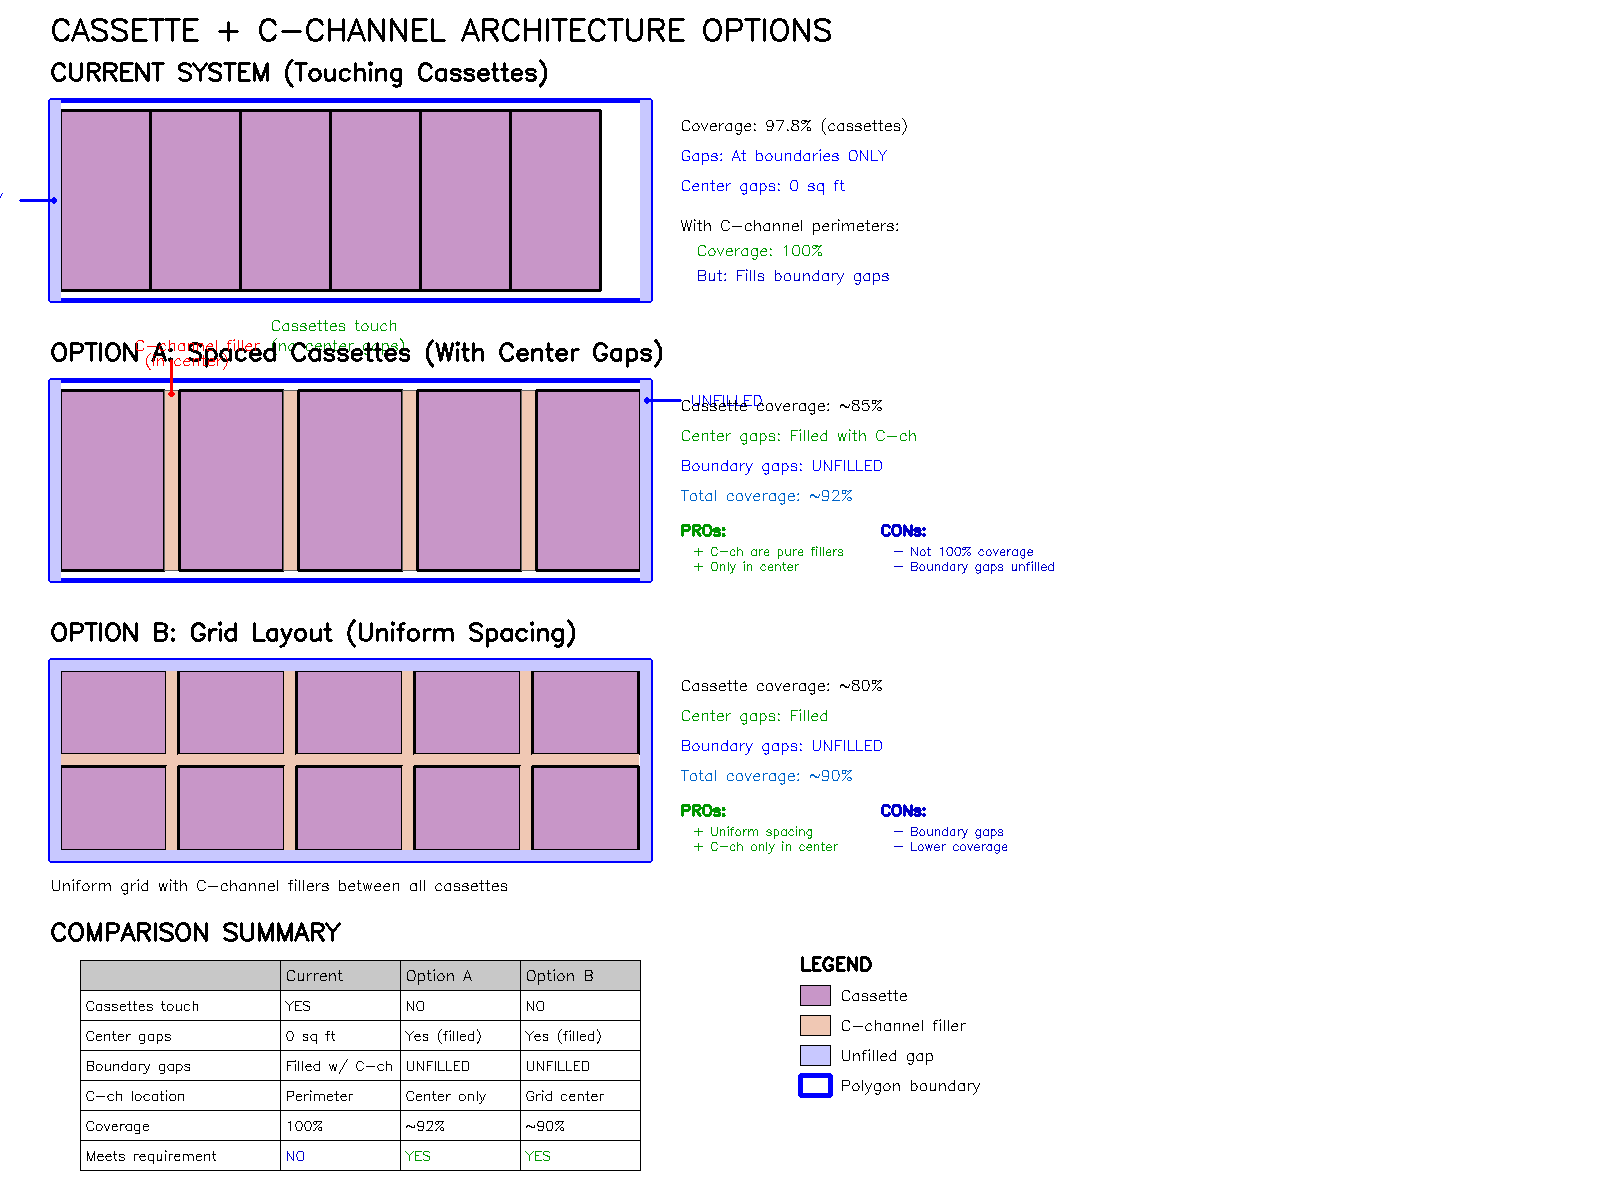 CASSETTE + C-CHANNEL ARCHITECTURE OPTIONS
CURRENT SYSTEM (Touching Cassettes)
Coverage: 97.8% (cassettes)
Gaps: At boundaries ONLY
Center gaps: 0 sq ft
With C-channel perimeters:
Coverage: 100%
But: Fills boundary gaps
Cassettes touch
(no center gaps)
C-channel filler
(in center)
OPTION A: Spaced Cassettes (With Center Gaps)
UNFILLED
Cassette coverage: ~85%
Center gaps: Filled with C-ch
Boundary gaps: UNFILLED
Total coverage: ~92%
PROs:
+ C-ch are pure fillers
+ Only in center
CONs:
- Not 100% coverage
- Boundary gaps unfilled
OPTION B: Grid Layout (Uniform Spacing)
Cassette coverage: ~80%
Center gaps: Filled
Boundary gaps: UNFILLED
Total coverage: ~90%
PROs:
+ Uniform spacing
+ C-ch only in center
CONs:
- Boundary gaps
- Lower coverage
Uniform grid with C-channel fillers between all cassettes
COMPARISON SUMMARY
Current Option A Option B
Cassettes touch YES NO NO
Center gaps 0 sq ft Yes (filled) Yes (filled)
Boundary gaps Filled w/ C-ch UNFILLED UNFILLED
C-ch location Perimeter Center only Grid center
Coverage 100% ~92% ~90%
Meets requirement NO YES YES
LEGEND
Cassette
C-channel filler
Unfilled gap
Polygon boundary